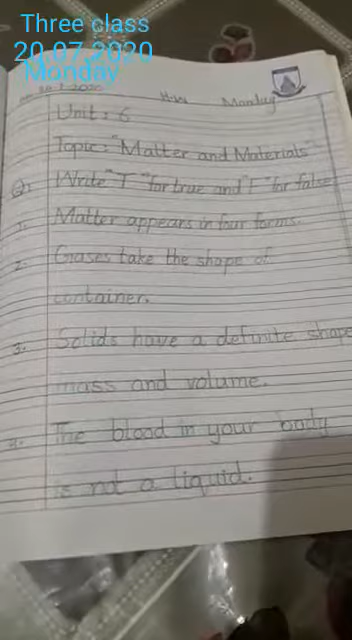 Three class
20.07.2020
Monday
H.W Monday
Unit: 6
Topic: "Matter and Materials"
Q: Write "T" for true and "F" for false
1. Matter appears in four forms.
2. Gases take the shape of
container.
3. Solids have a definite shape
mass and volume.
4. The blood in your body
is not a liquid.